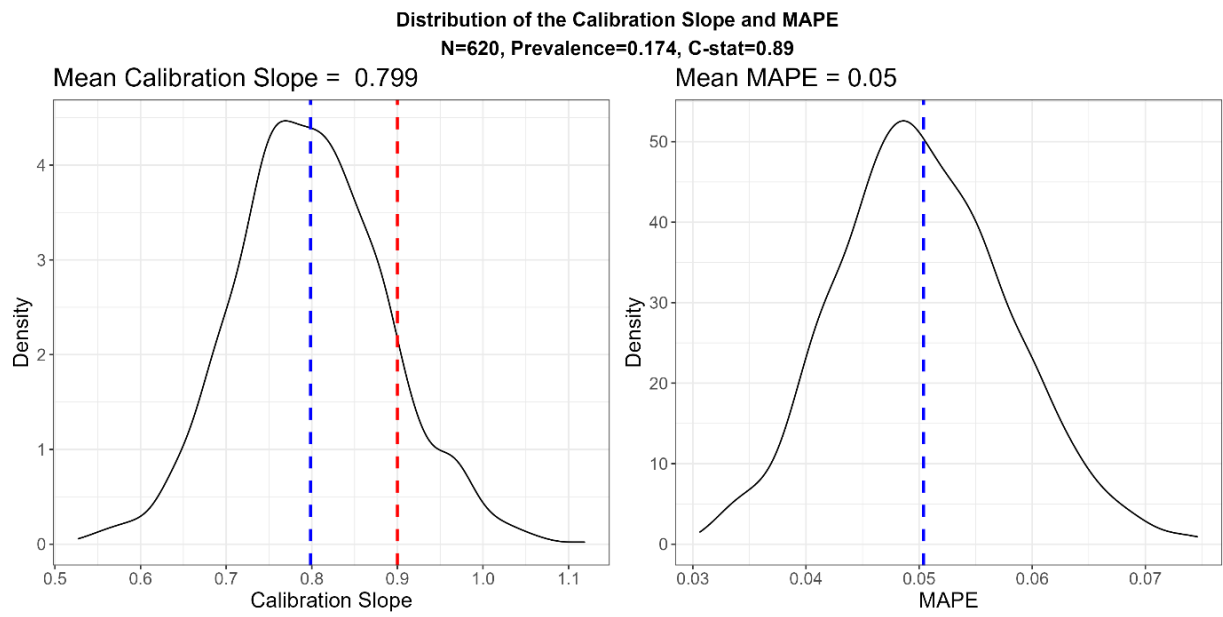 Distribution of the Calibration Slope and MAPE
N=620, Prevalence=0.174, C-stat=0.89
Mean Calibration Slope =  0.799
Density
4
3
2
1
0
0.5 0.6 0.7 0.8 0.9 1.0 1.1
Calibration Slope
Mean MAPE = 0.05
Density
50
40
30
20
10
0
0.03 0.04 0.05 0.06 0.07
MAPE